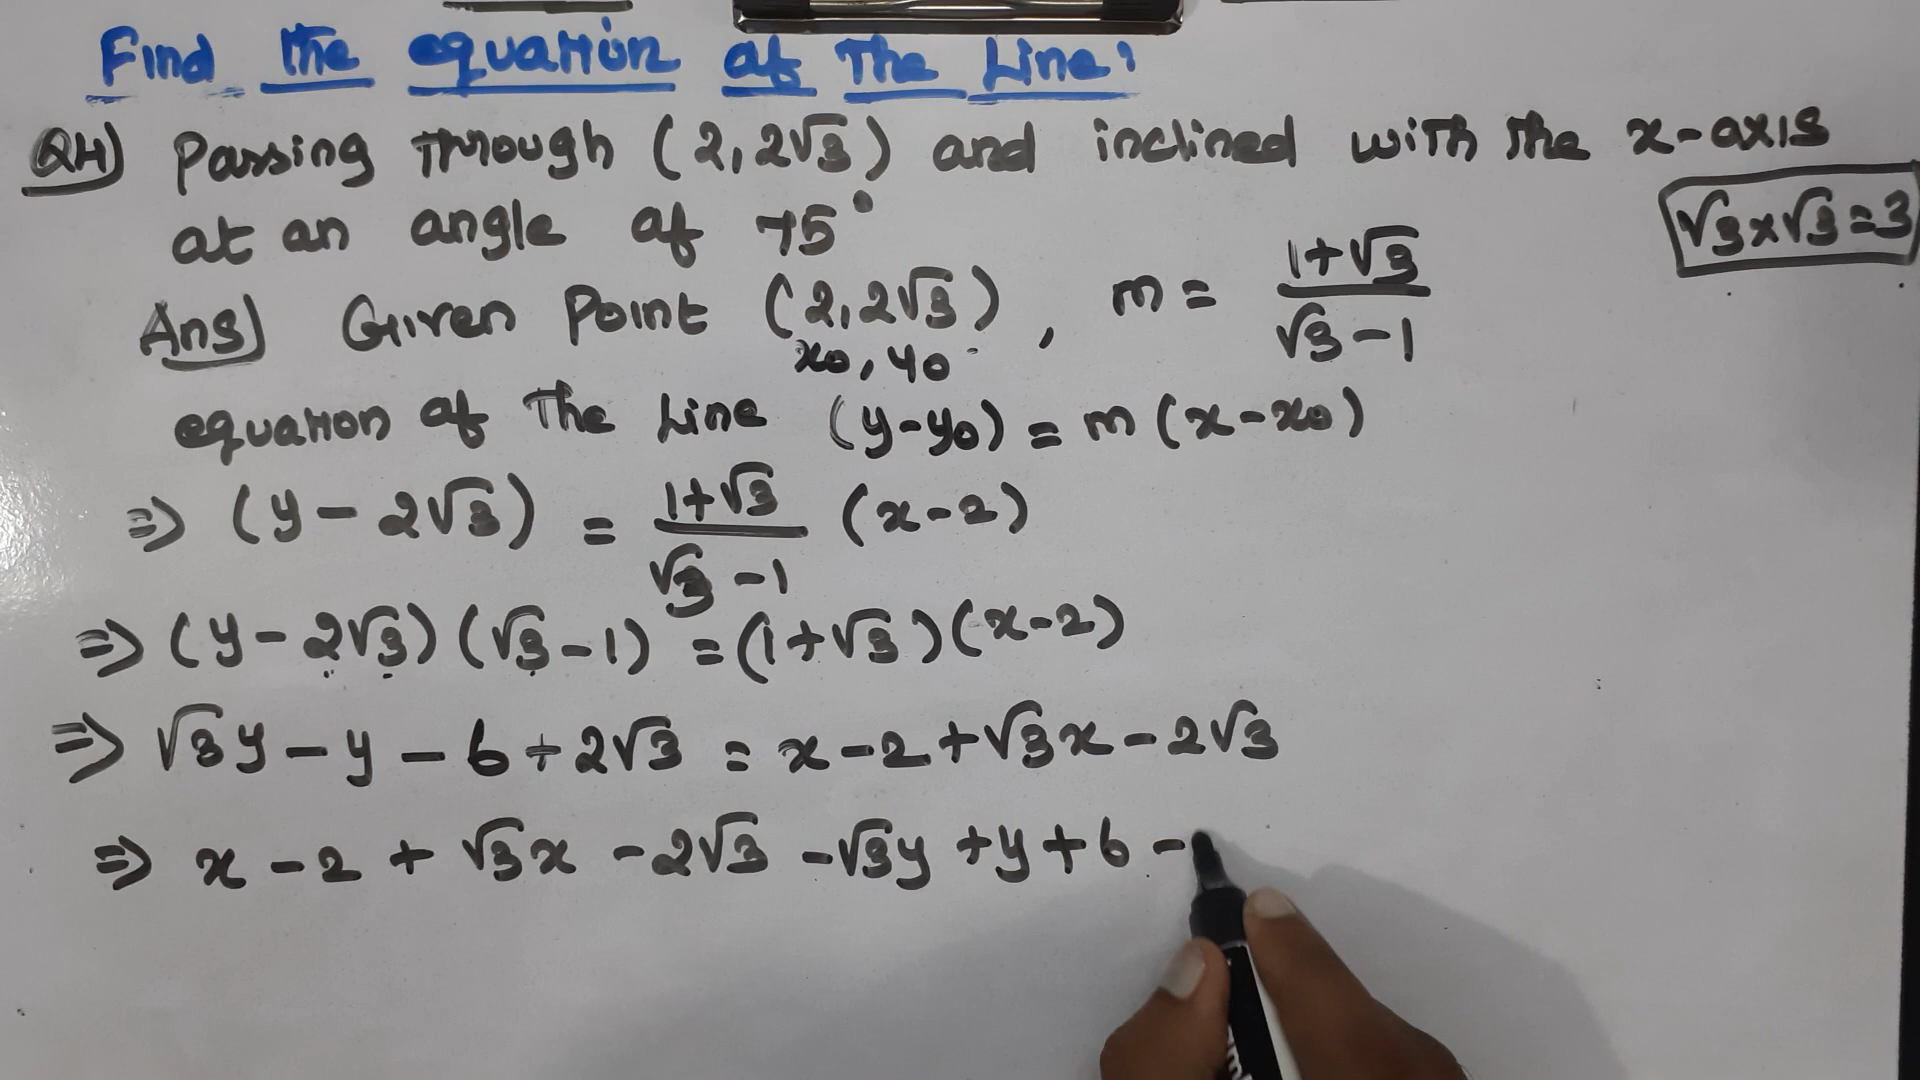 Find the equation of The Line:
Q4) Passing Through (2, 2√3) and inclined with the x-axis
at an angle of 75°
√3×√3=3
Ans) Given Point (2, 2√3), m = (1+√3)/(√3-1)
x0, y0
equation of The Line (y-y0) = m(x-x0)
⇒ (y-2√3) = (1+√3)/(√3-1) (x-2)
⇒ (y-2√3)(√3-1) = (1+√3)(x-2)
⇒ √3y-y-6+2√3 = x-2+√3x-2√3
⇒ x-2+√3x-2√3-√3y+y+6-